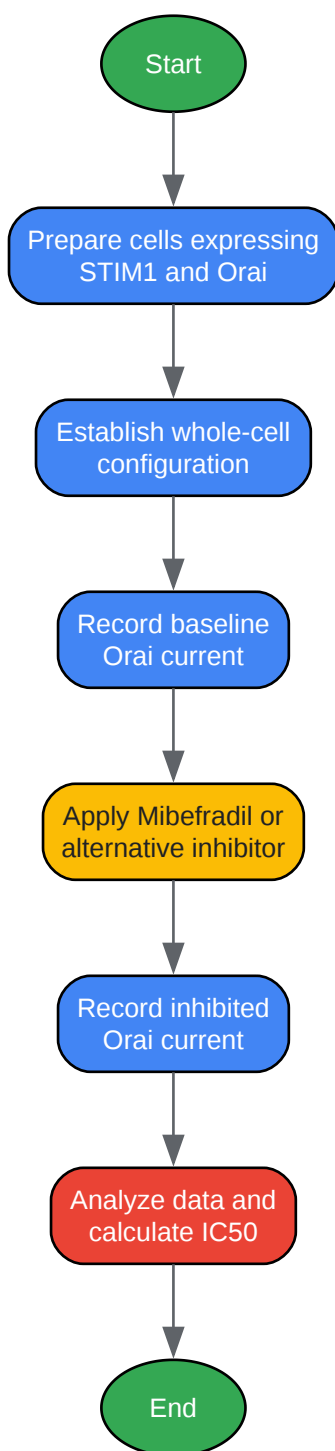 Start
Prepare cells expressing
STIM1 and Orai
Establish whole-cell
configuration
Record baseline
Orai current
Apply Mibefradil or
alternative inhibitor
Record inhibited
Orai current
Analyze data and
calculate IC50
End